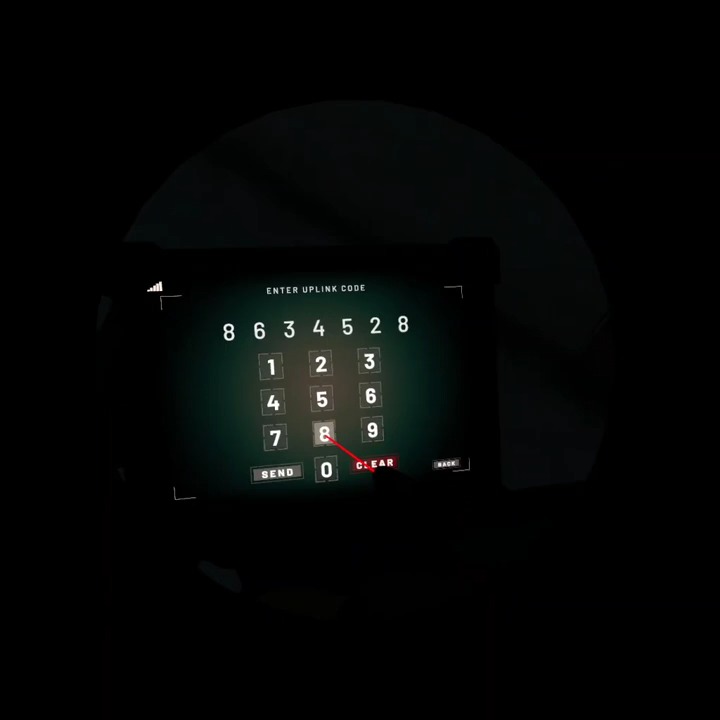 ENTER UPLINK CODE
8 6 3 4 5 2 8
1 2 3
4 5 6
7 8 9
SEND 0 CLEAR BACK